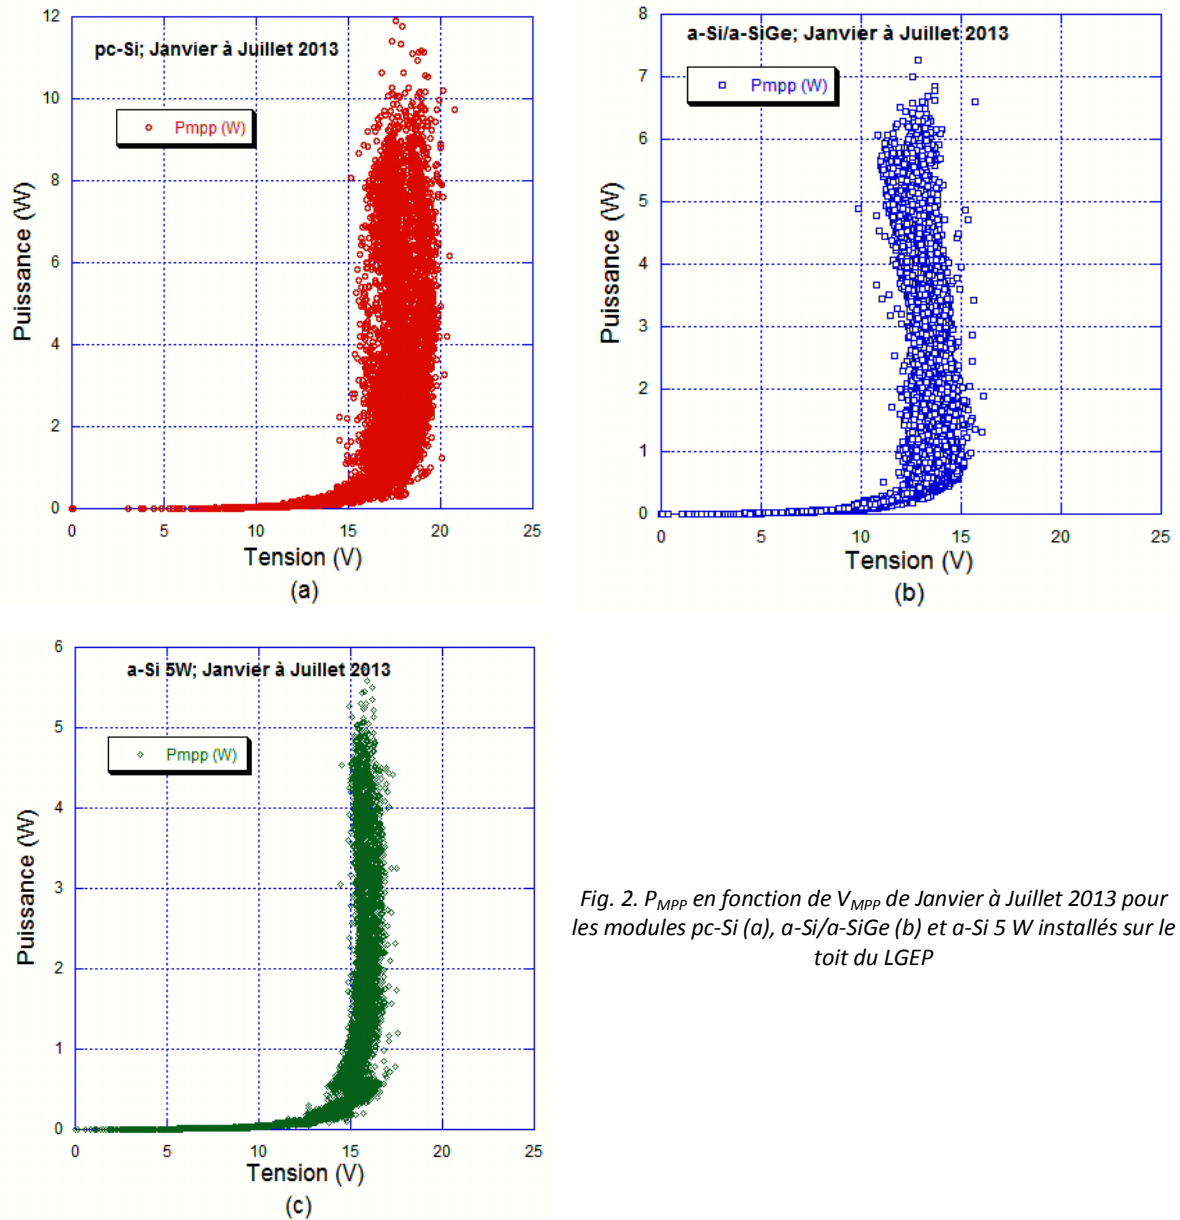 pc-Si; Janvier à Juillet 2013
Pmpp (W)
Puissance (W)
12
10
8
6
4
2
0
0 5 10 15 20 25
Tension (V)
(a)
a-Si/a-SiGe; Janvier à Juillet 2013
Pmpp (W)
Puissance (W)
8
7
6
5
4
3
2
1
0
0 5 10 15 20 25
Tension (V)
(b)
a-Si 5W; Janvier à Juillet 2013
Pmpp (W)
Puissance (W)
6
5
4
3
2
1
0
0 5 10 15 20 25
Tension (V)
(c)
Fig. 2. PMPP en fonction de VMPP de Janvier à Juillet 2013 pour
les modules pc-Si (a), a-Si/a-SiGe (b) et a-Si 5 W installés sur le
toit du LGEP